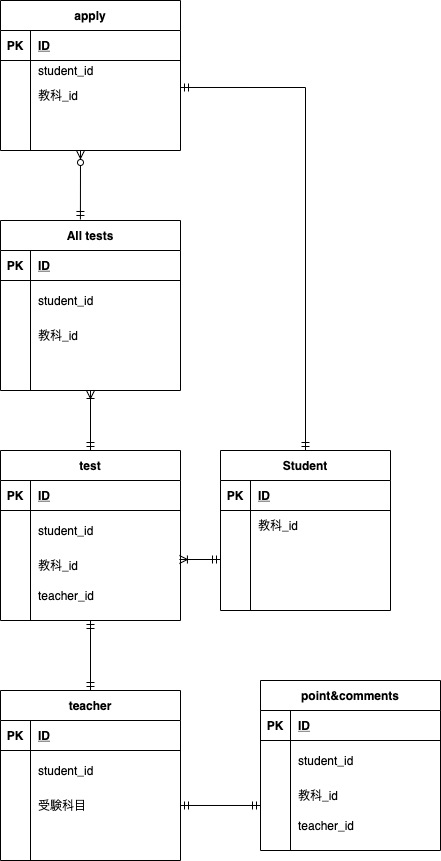 apply
PK ID
student_id
教科_id
All tests
PK ID
student_id
教科_id
test
PK ID
student_id
教科_id
teacher_id
Student
PK ID
教科_id
teacher
PK ID
student_id
受験科目
point&comments
PK ID
student_id
教科_id
teacher_id